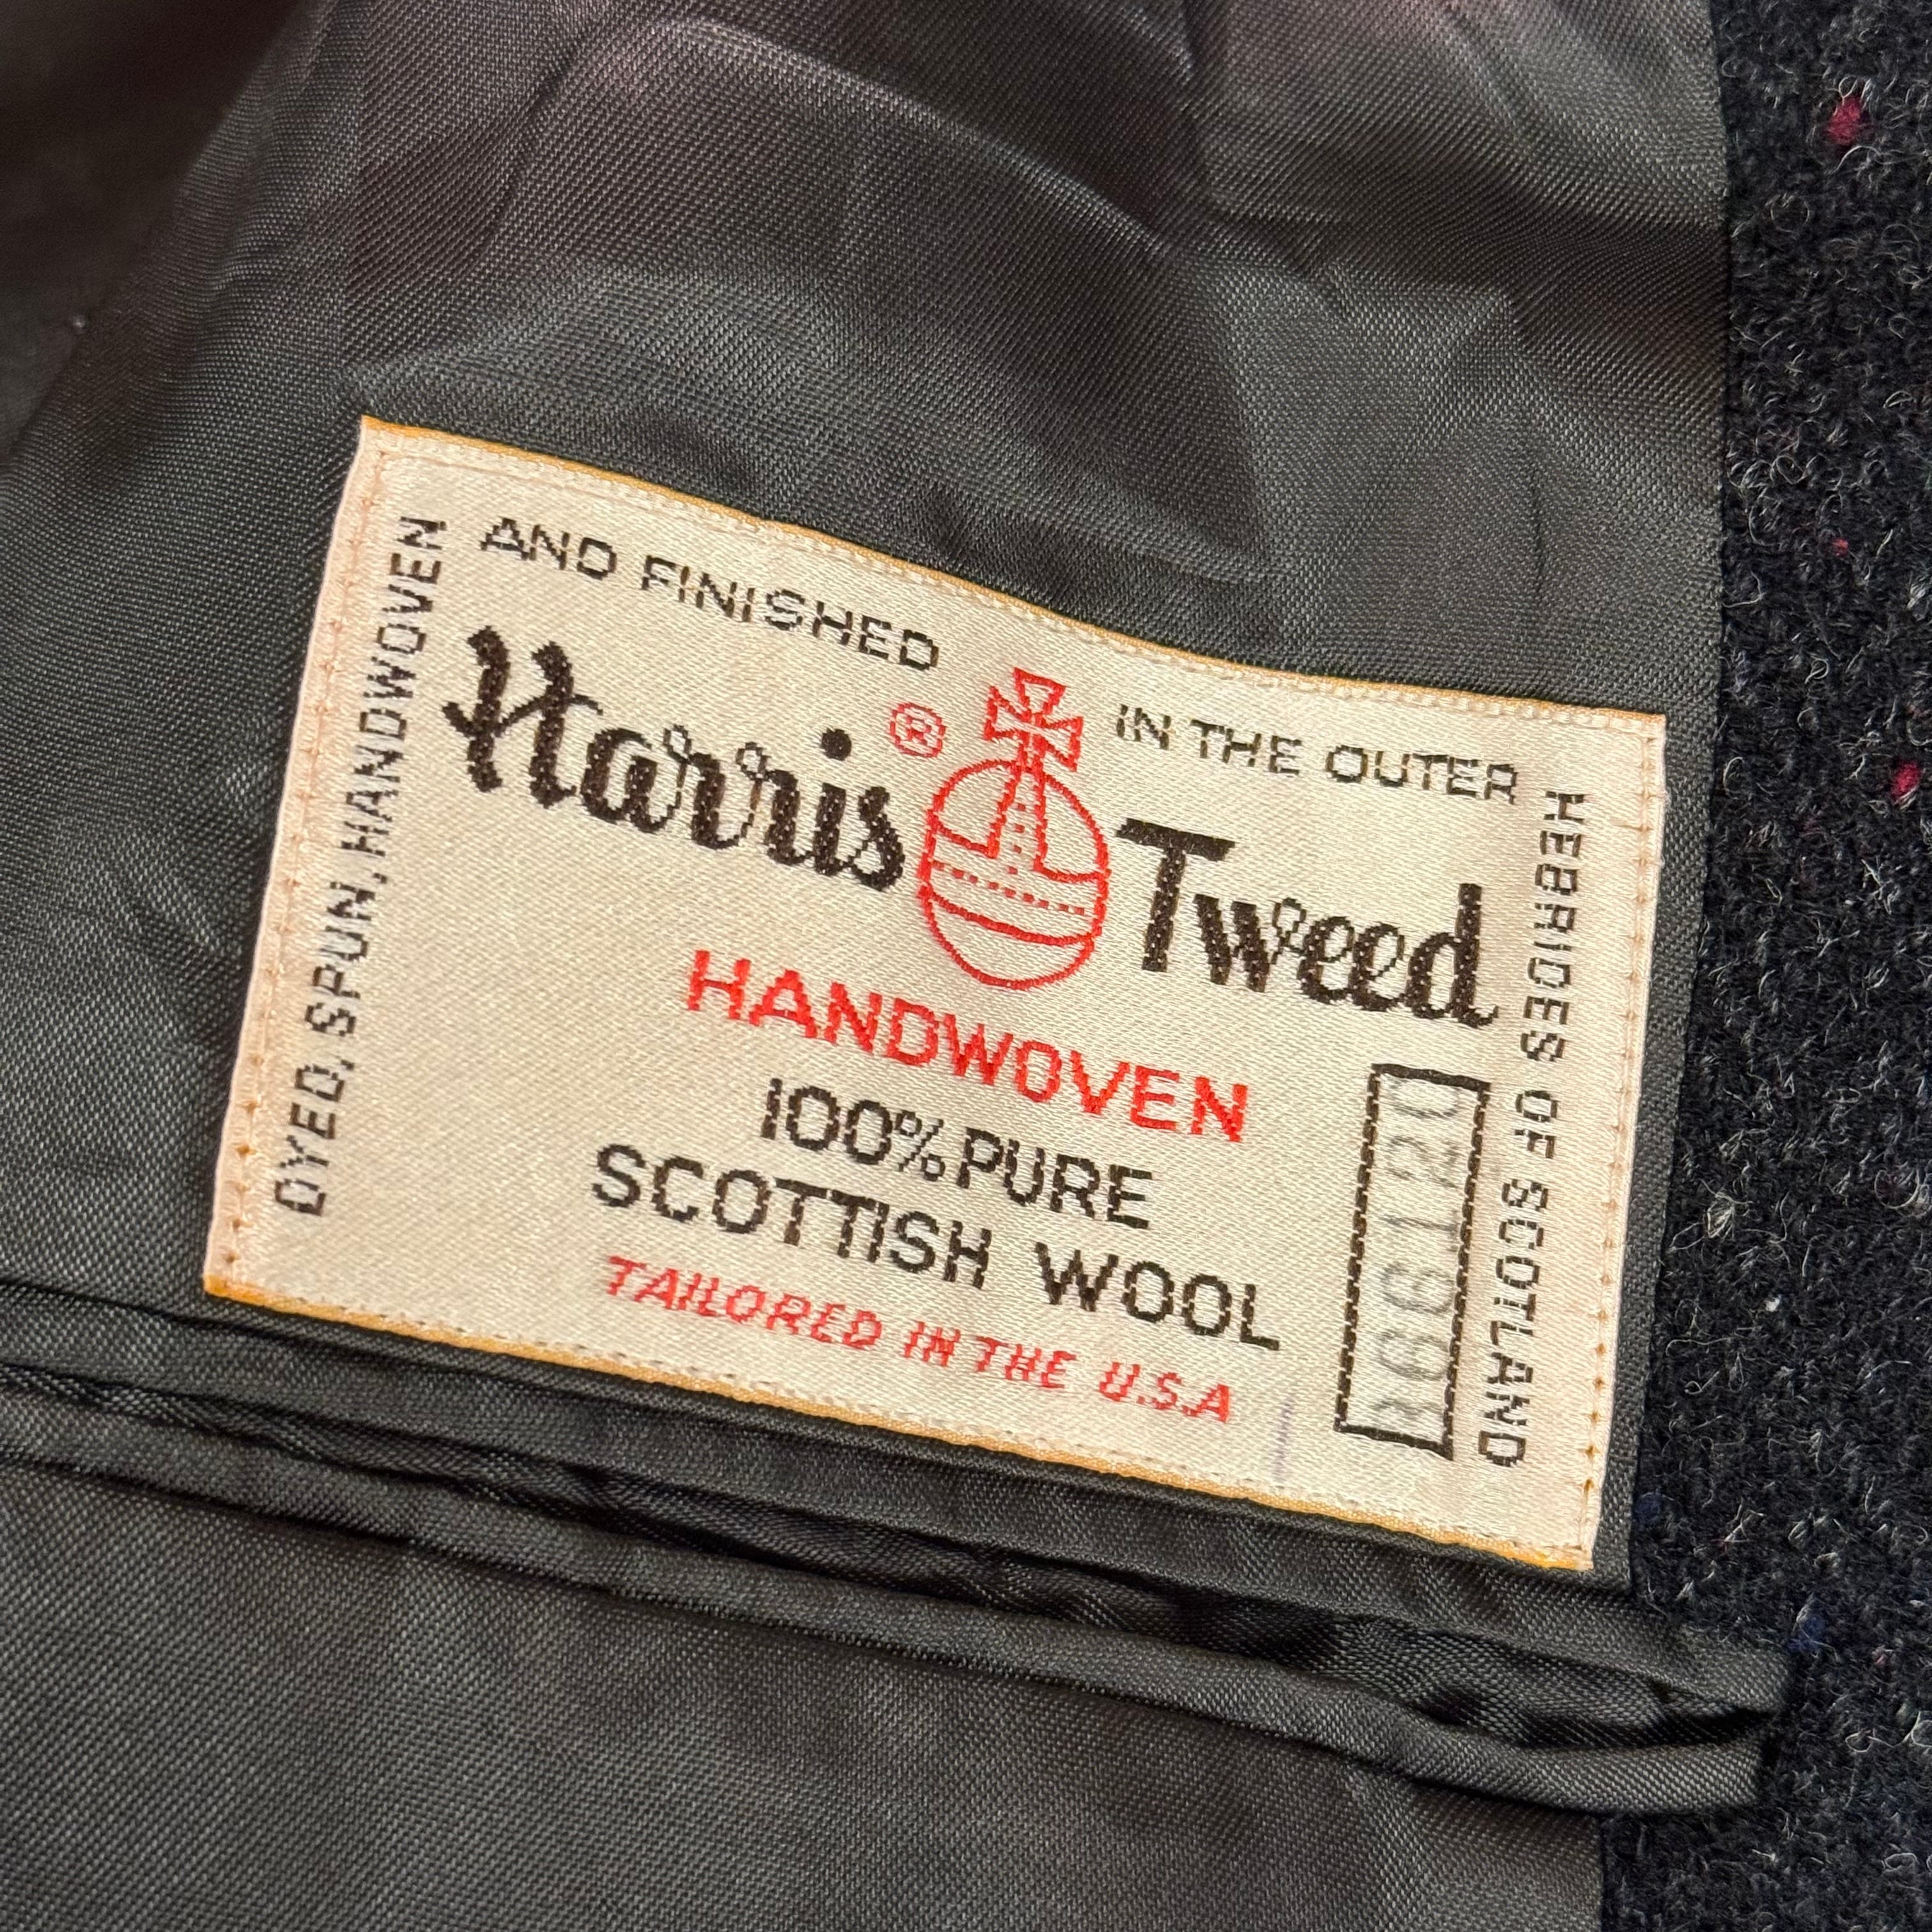 DYED, SPUN, HANDWOVEN
AND FINISHED
IN THE OUTER
HEBRIDES OF SCOTLAND
Harris® Tweed
HANDWOVEN
100% PURE
SCOTTISH WOOL
TAILORED IN THE U.S.A